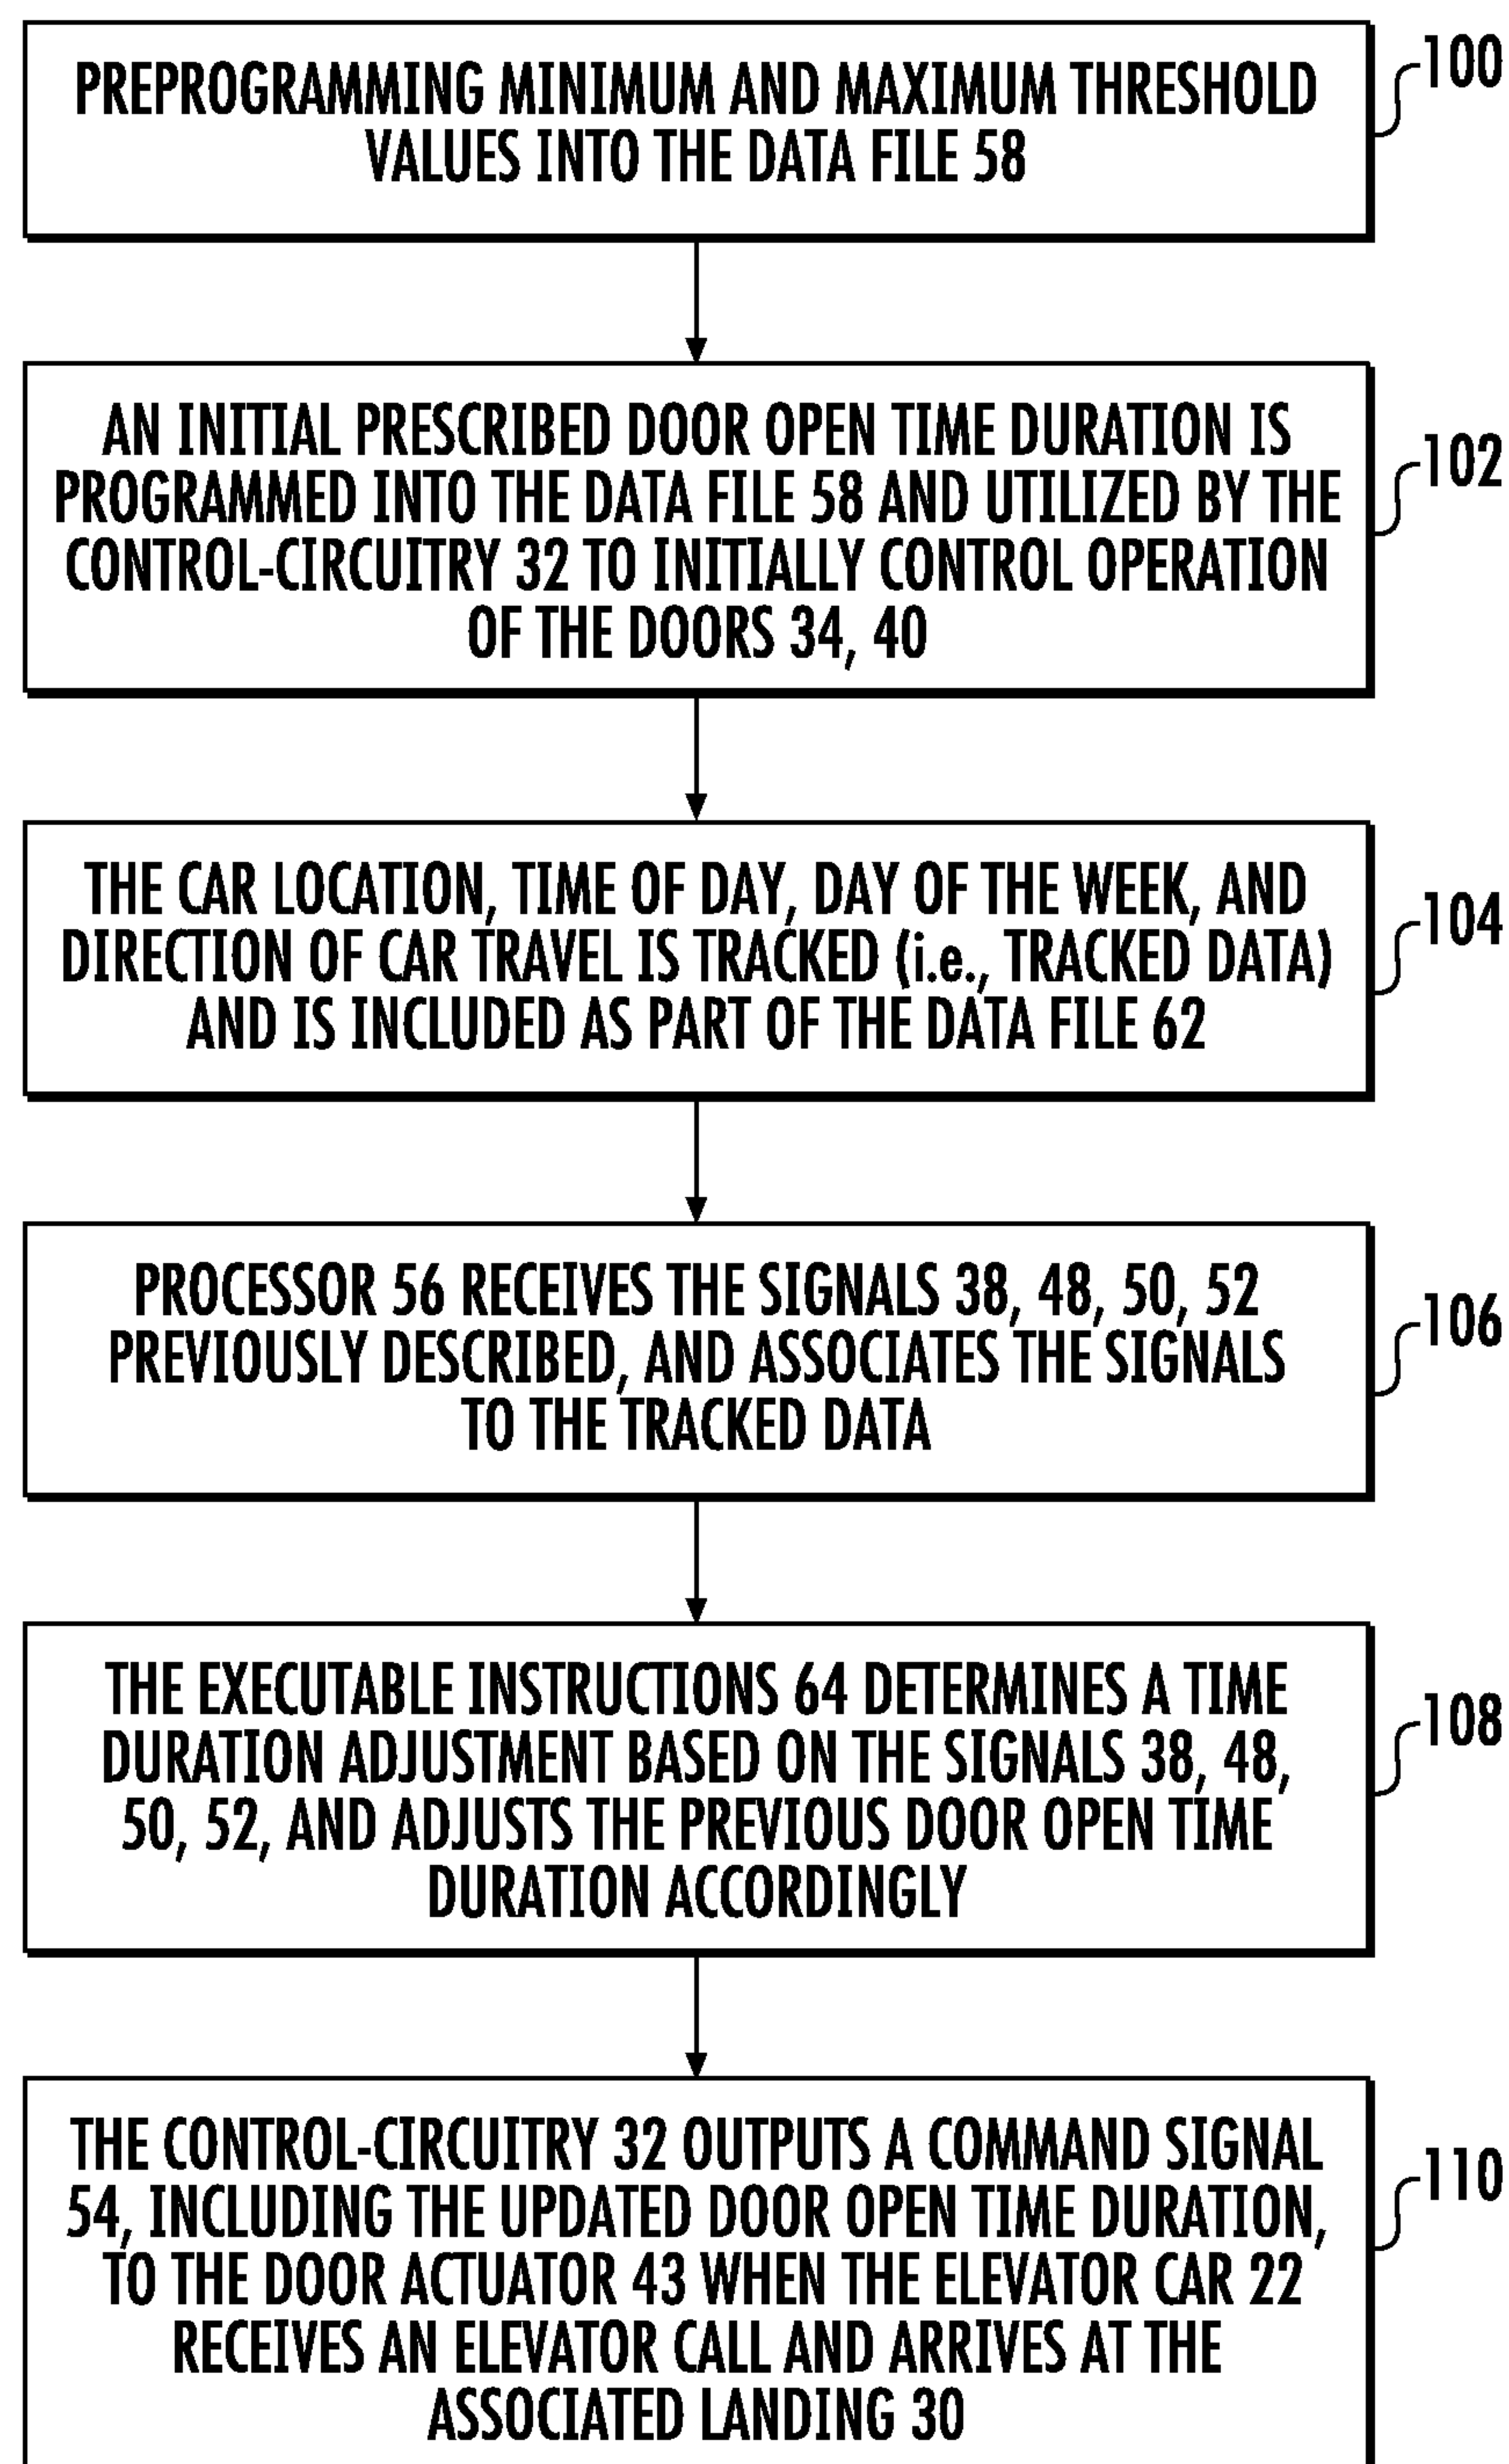 PREPROGRAMMING MINIMUM AND MAXIMUM THRESHOLD
VALUES INTO THE DATA FILE 58
100
AN INITIAL PRESCRIBED DOOR OPEN TIME DURATION IS
PROGRAMMED INTO THE DATA FILE 58 AND UTILIZED BY THE
CONTROL-CIRCUITRY 32 TO INITIALLY CONTROL OPERATION
OF THE DOORS 34, 40
102
THE CAR LOCATION, TIME OF DAY, DAY OF THE WEEK, AND
DIRECTION OF CAR TRAVEL IS TRACKED (i.e., TRACKED DATA)
AND IS INCLUDED AS PART OF THE DATA FILE 62
104
PROCESSOR 56 RECEIVES THE SIGNALS 38, 48, 50, 52
PREVIOUSLY DESCRIBED, AND ASSOCIATES THE SIGNALS
TO THE TRACKED DATA
106
THE EXECUTABLE INSTRUCTIONS 64 DETERMINES A TIME
DURATION ADJUSTMENT BASED ON THE SIGNALS 38, 48,
50, 52, AND ADJUSTS THE PREVIOUS DOOR OPEN TIME
DURATION ACCORDINGLY
108
THE CONTROL-CIRCUITRY 32 OUTPUTS A COMMAND SIGNAL
54, INCLUDING THE UPDATED DOOR OPEN TIME DURATION,
TO THE DOOR ACTUATOR 43 WHEN THE ELEVATOR CAR 22
RECEIVES AN ELEVATOR CALL AND ARRIVES AT THE
ASSOCIATED LANDING 30
110